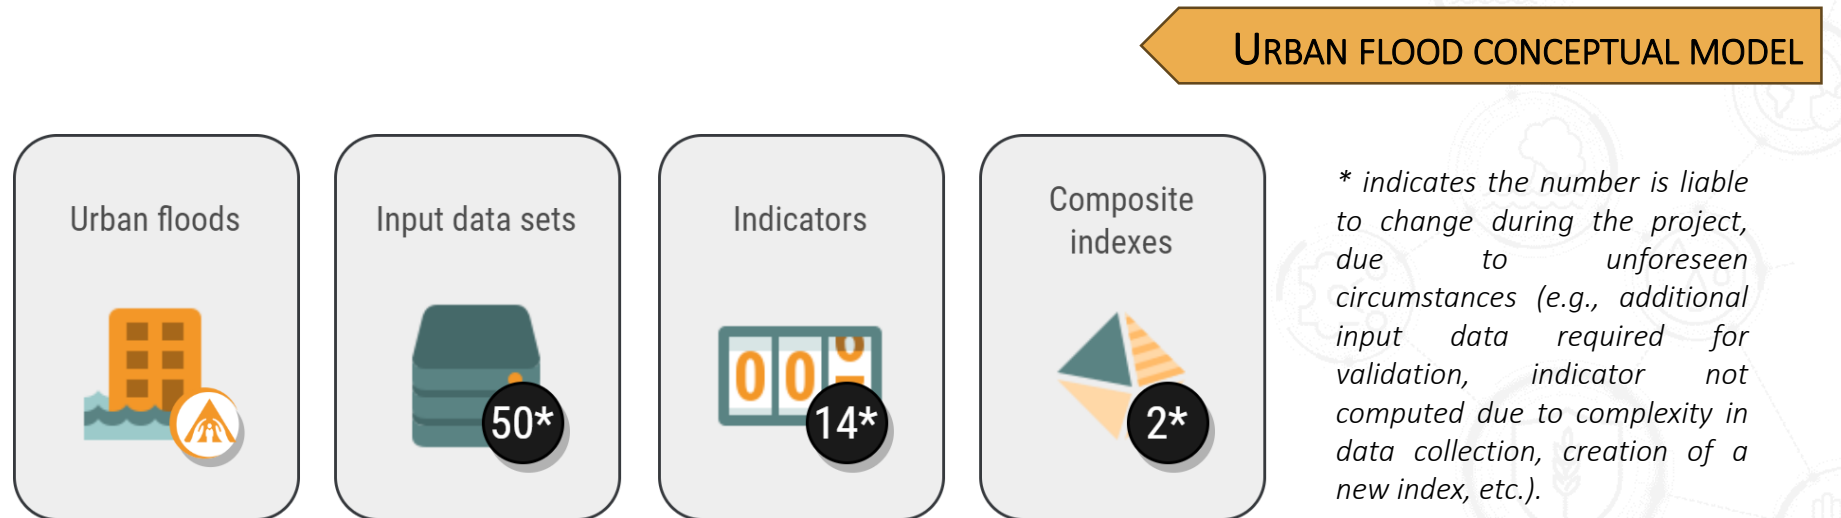 URBAN FLOOD CONCEPTUAL MODEL
Urban floods
Input data sets
50*
Indicators
000
14*
Composite
indexes
2*
* indicates the number is liable
to change during the project,
due to unforeseen
circumstances (e.g., additional
input data required for
validation, indicator not
computed due to complexity in
data collection, creation of a
new index, etc.).